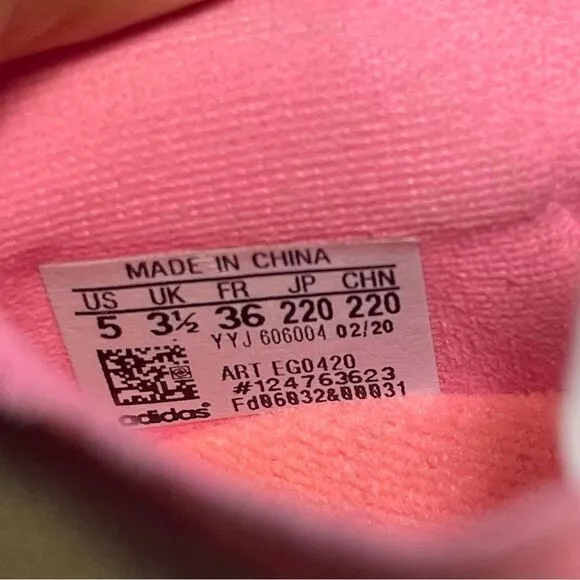 MADE IN CHINA
US UK FR JP CHN
5 3½ 36 220 220
YYJ 606004 02/20
ART EG0420
#124763623
adidas Fd06032&00031